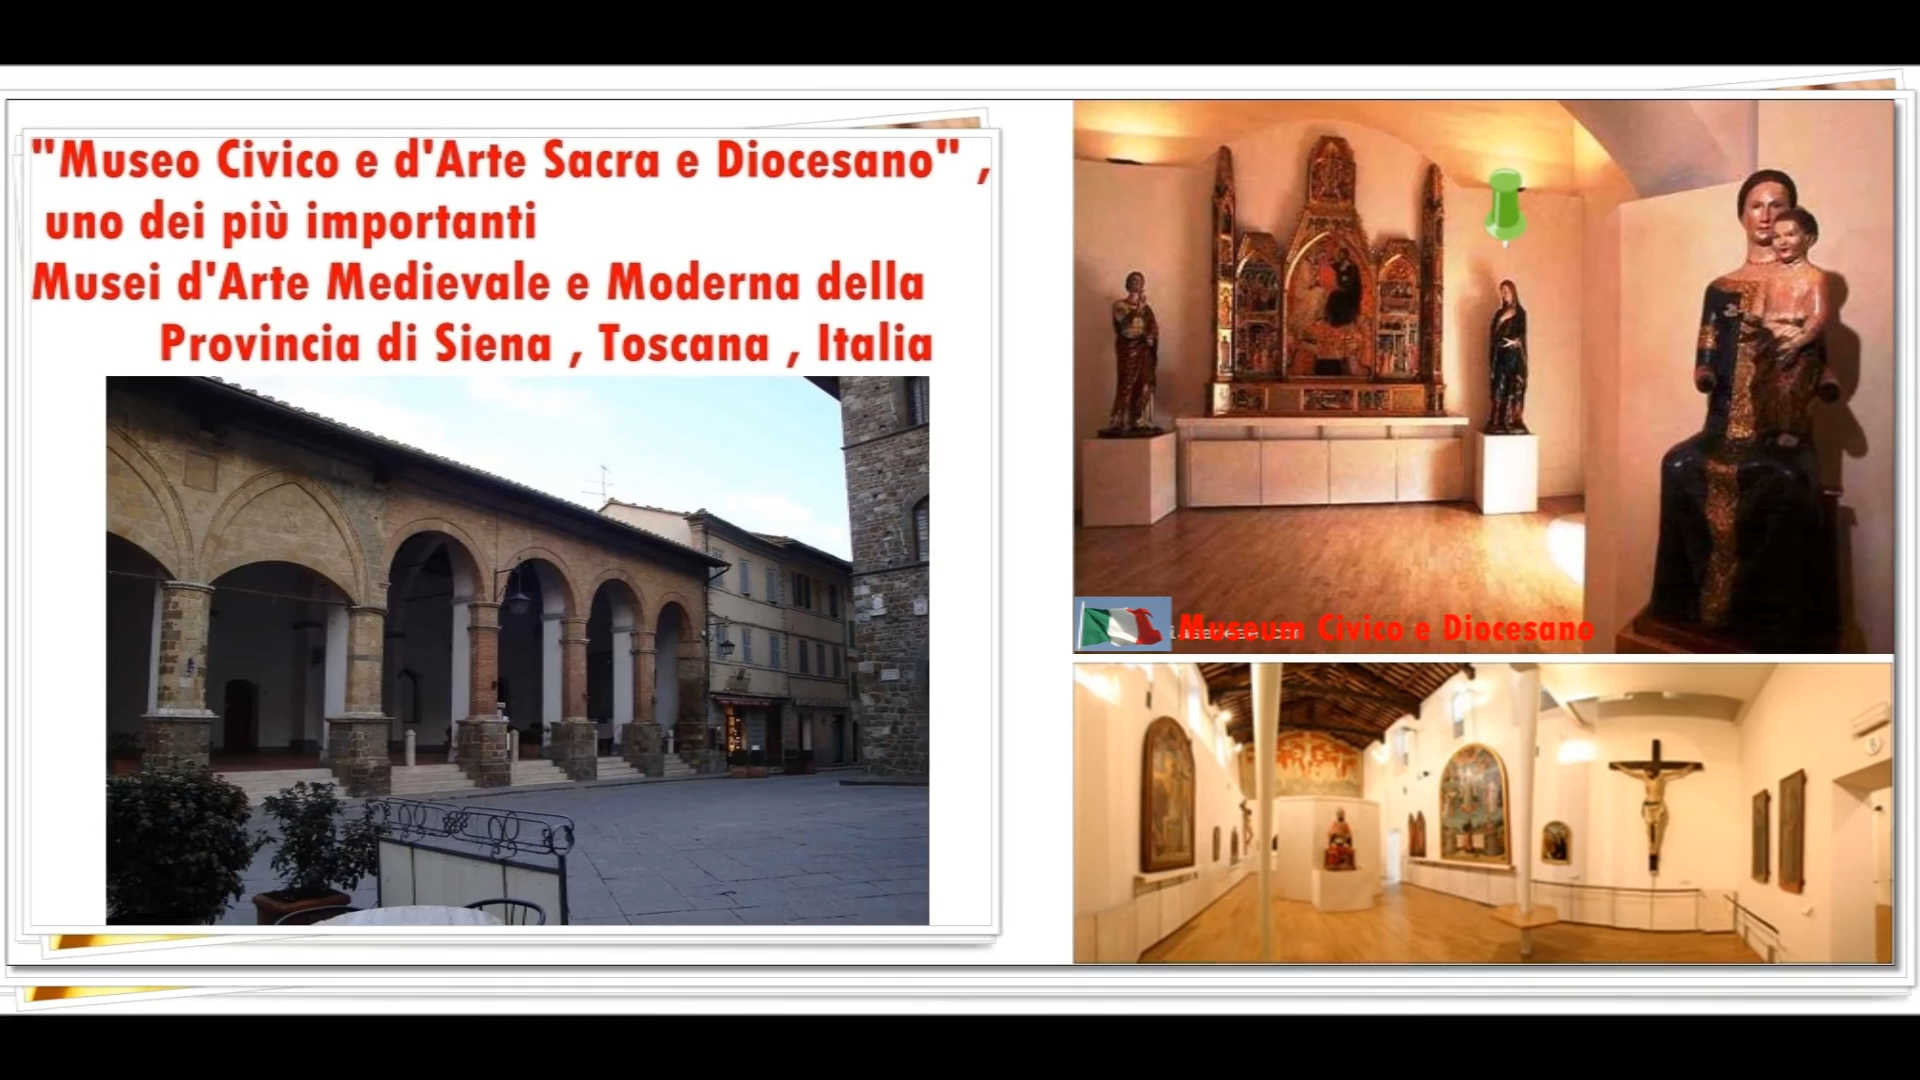 "Museo Civico e d'Arte Sacra e Diocesano" ,
uno dei più importanti
Musei d'Arte Medievale e Moderna della
Provincia di Siena , Toscana , Italia
Museum Civico e Diocesano